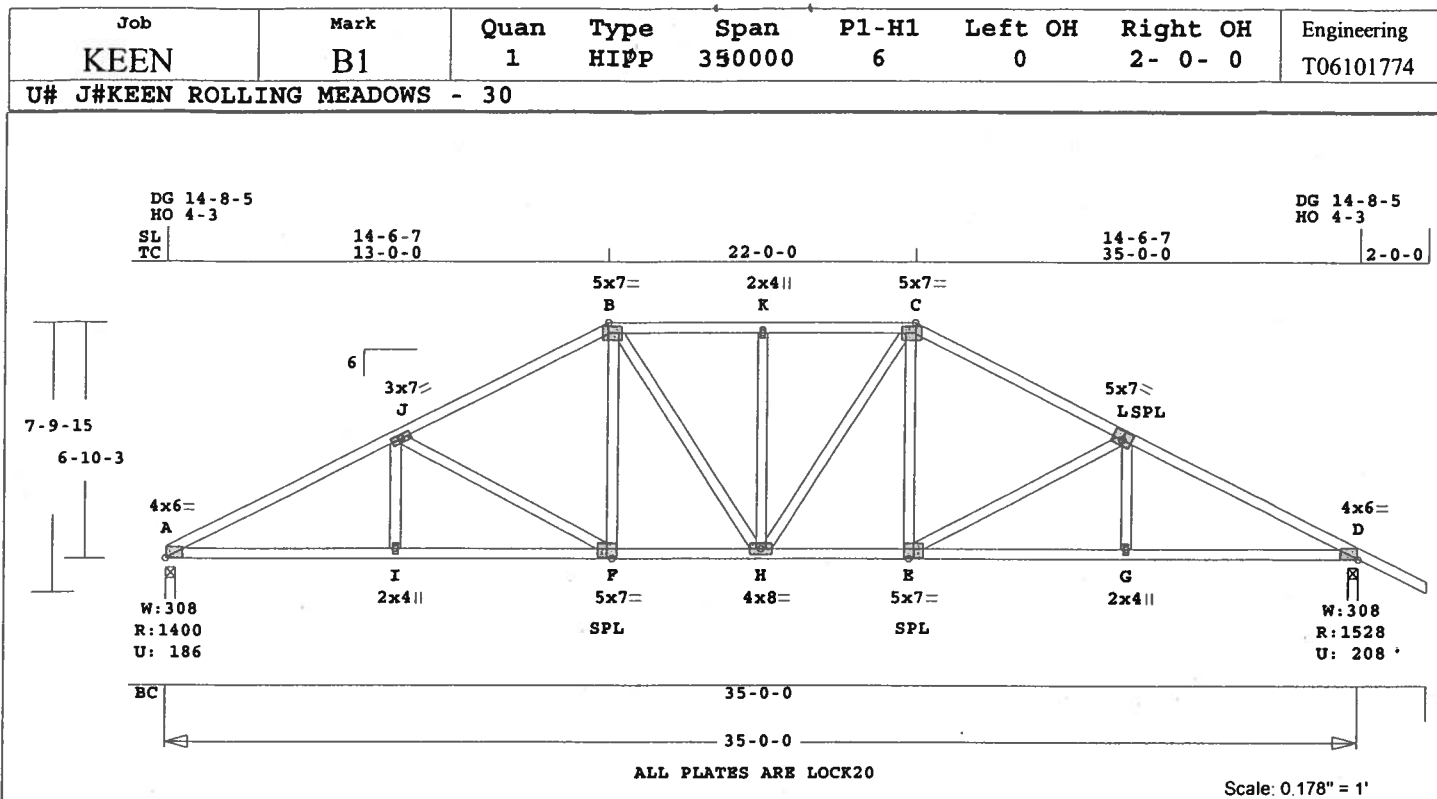 Job Mark Quan Type Span P1-H1 Left OH Right OH Engineering
KEEN B1 1 HIPP 350000 6 0 2- 0- 0 T06101774
U# J#KEEN ROLLING MEADOWS - 30
DG 14-8-5 DG 14-8-5
HO 4-3 HO 4-3
SL 14-6-7 14-6-7
TC 13-0-0 22-0-0 35-0-0 2-0-0
5x7= 2x4|| 5x7=
B K C
6
3x7= 5x7=
J LSPL
7-9-15
6-10-3
4x6= 4x6=
A D
I F H E G
2x4|| 5x7= 4x8= 5x7= 2x4||
W:308 W:308
R:1400 SPL SPL R:1528
U: 186 U: 208
BC 35-0-0
35-0-0
ALL PLATES ARE LOCK20
Scale: 0.178" = 1'